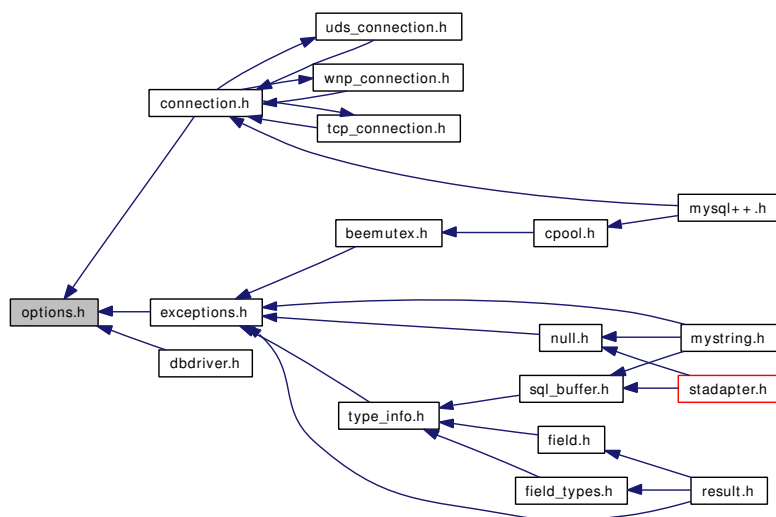 uds_connection.h
wnp_connection.h
connection.h
tcp_connection.h
mysql++.h
beemutex.h
cpool.h
options.h
exceptions.h
null.h
mystring.h
dbdriver.h
sql_buffer.h
stadapter.h
type_info.h
field.h
field_types.h
result.h